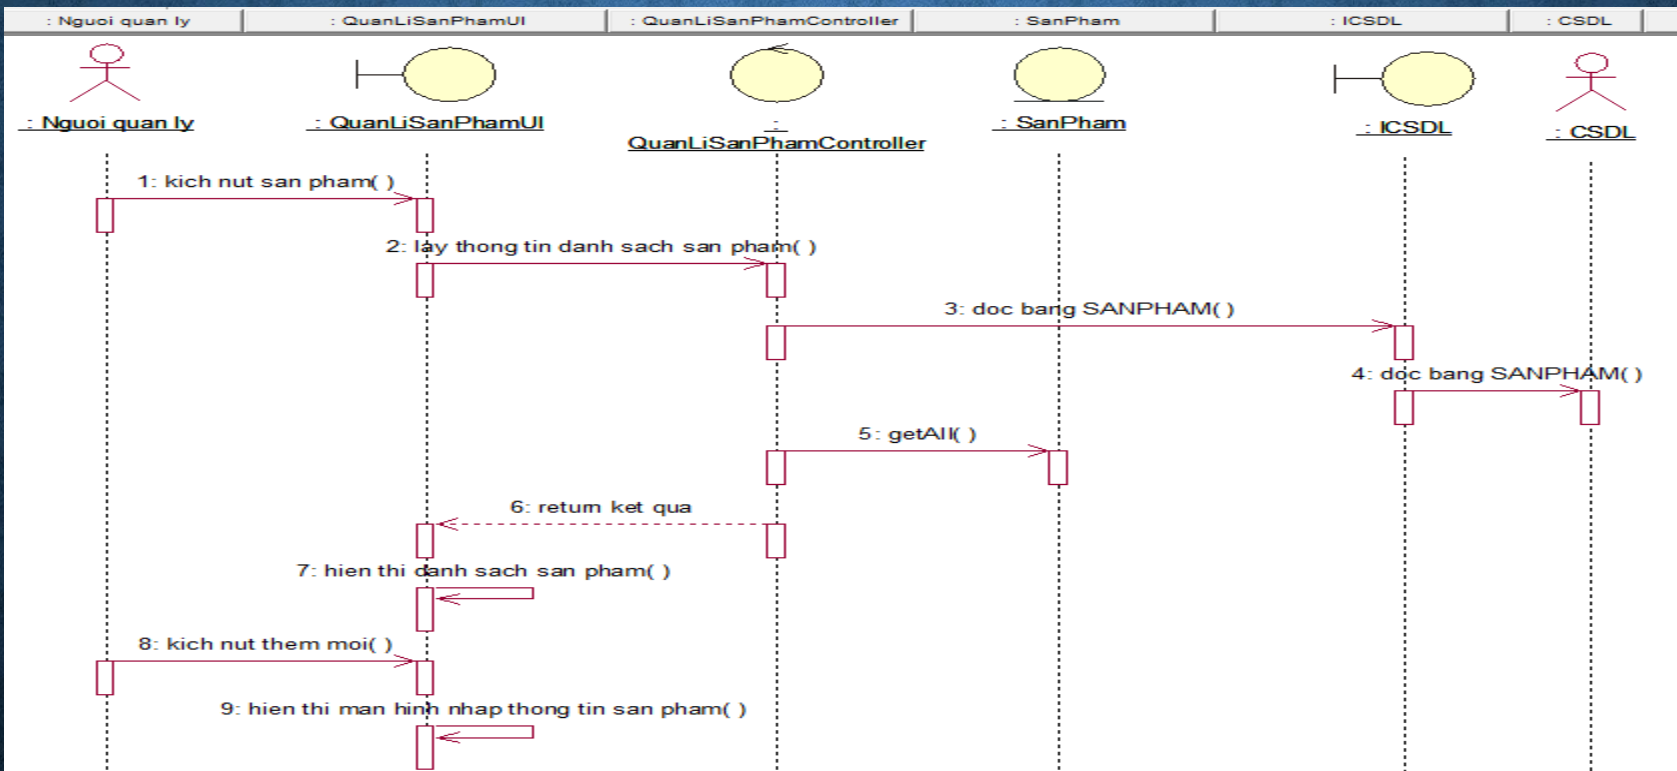 : Nguoi quan ly
: QuanLiSanPhamUI
: QuanLiSanPhamController
: SanPham
: ICSDL
: CSDL
: Nguoi quan ly
: QuanLiSanPhamUI
:
QuanLiSanPhamController
: SanPham
: ICSDL
: CSDL
1: kich nut san pham( )
2: lay thong tin danh sach san pham( )
3: doc bang SANPHAM( )
4: doc bang SANPHAM( )
5: getAll( )
6: return ket qua
7: hien thi danh sach san pham( )
8: kich nut them moi( )
9: hien thi man hinh nhap thong tin san pham( )